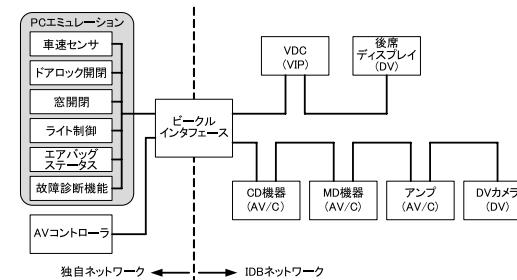 PCエミュレーション
車速センサ
ドアロック開閉
窓開閉
ライト制御
エアバッグ
ステータス
故障診断機能
AVコントローラ
ビークル
インタフェース
VDC
(VIP)
後席
ディスプレイ
(DV)
CD機器
(AV/C)
MD機器
(AV/C)
アンプ
(AV/C)
DVカメラ
(DV)
独自ネットワーク
IDBネットワーク